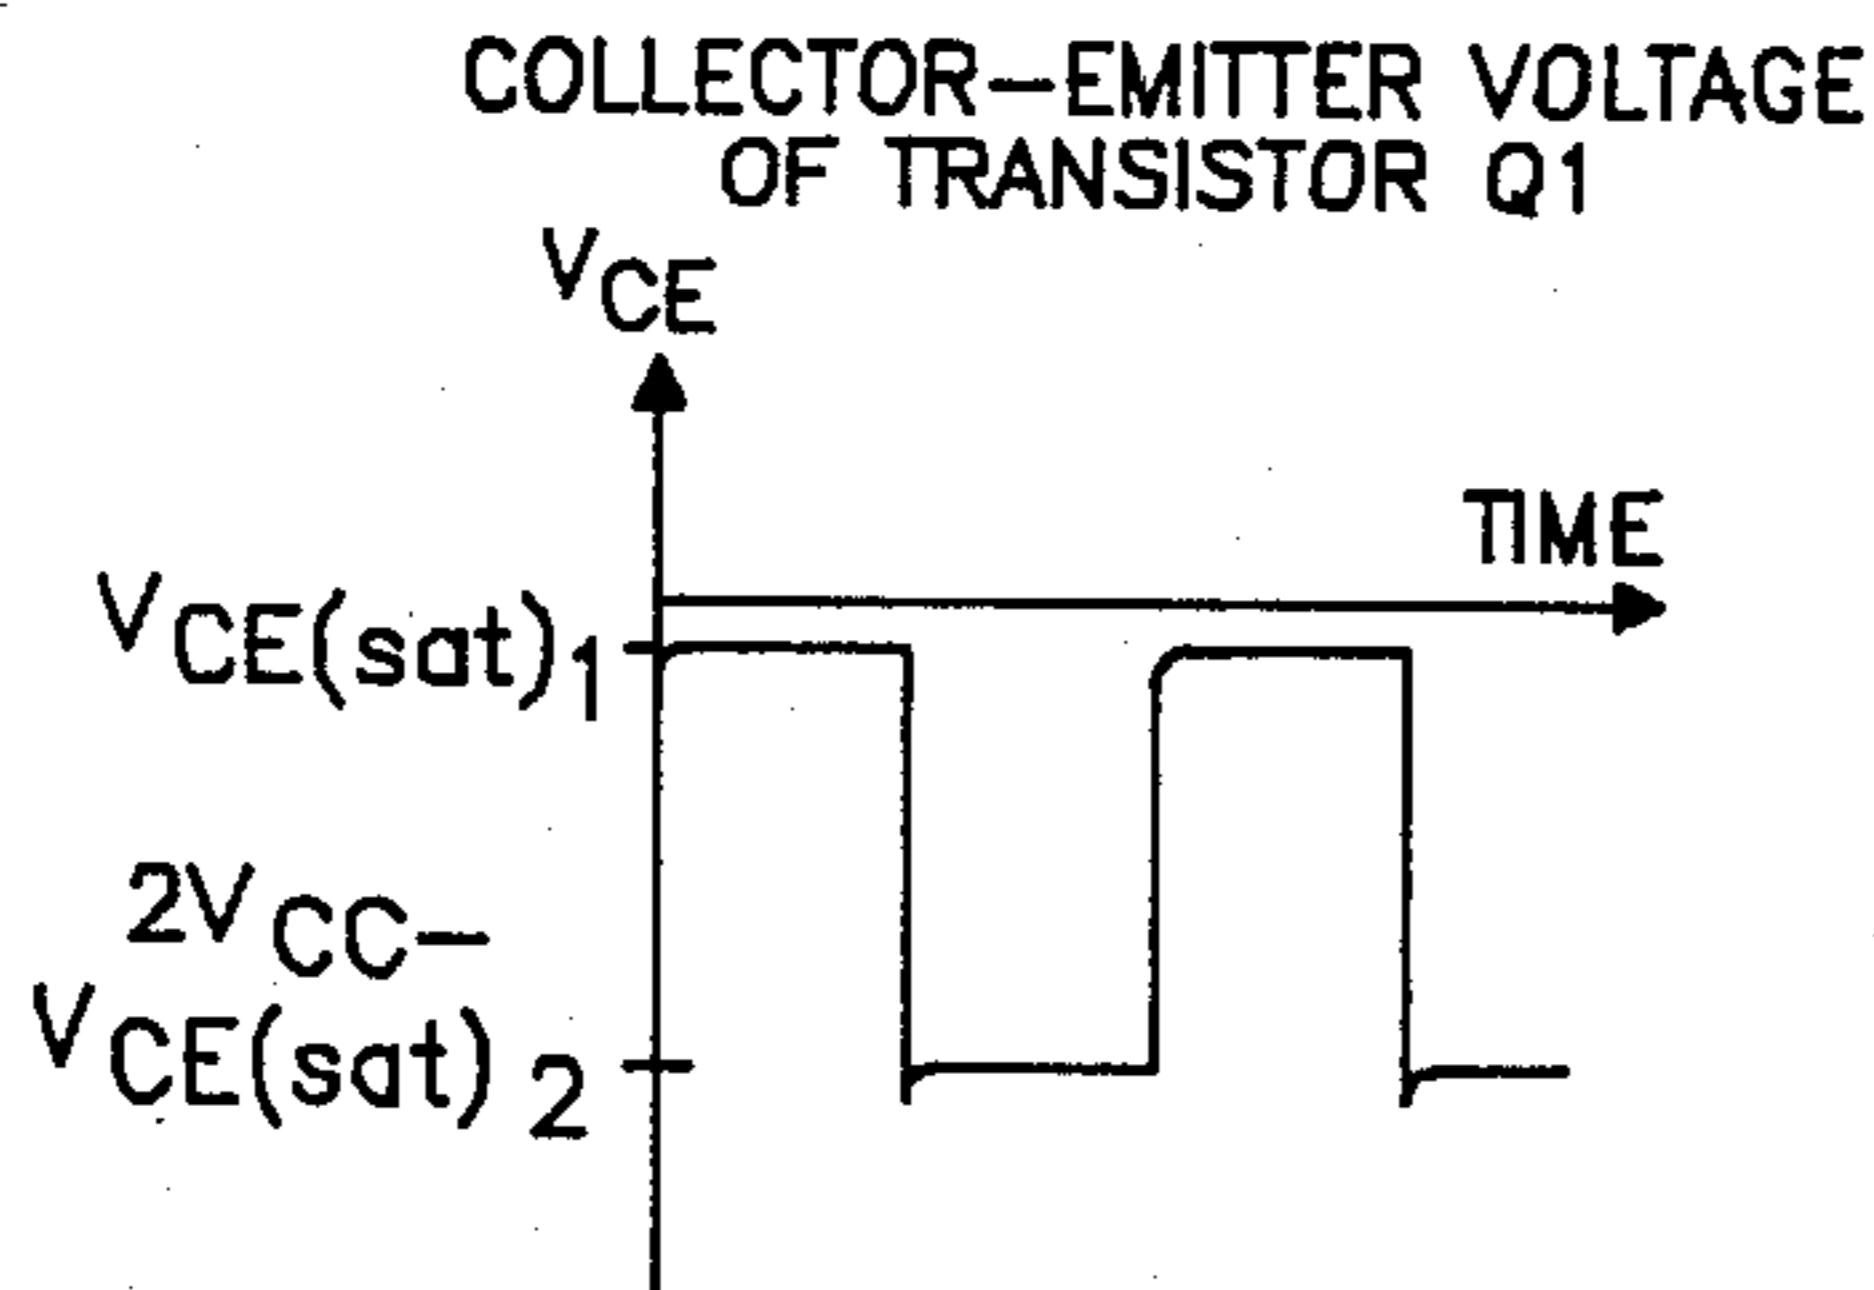 COLLECTOR-EMITTER VOLTAGE
OF TRANSISTOR Q1
VCE
TIME
VCE(sat)1
2VCC-
VCE(sat)2